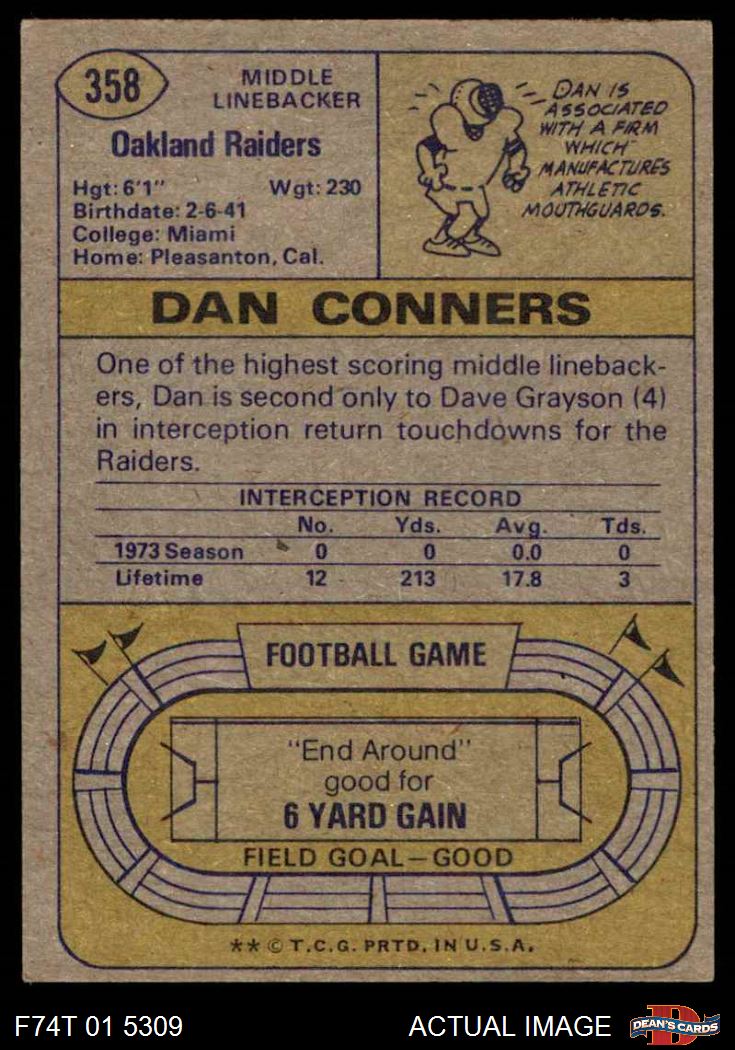 358
MIDDLE
LINEBACKER
Oakland Raiders
Hgt: 6'1" Wgt: 230
Birthdate: 2-6-41
College: Miami
Home: Pleasanton, Cal.
DAN IS
ASSOCIATED
WITH A FIRM
WHICH
MANUFACTURES
ATHLETIC
MOUTHGUARDS.
DAN CONNERS
One of the highest scoring middle lineback-
ers, Dan is second only to Dave Grayson (4)
in interception return touchdowns for the
Raiders.
INTERCEPTION RECORD
No. Yds. Avg. Tds.
1973 Season 0 0 0.0 0
Lifetime 12 213 17.8 3
FOOTBALL GAME
"End Around"
good for
6 YARD GAIN
FIELD GOAL—GOOD
** © T.C.G. PRTD. IN U.S.A.
F74T 01 5309 ACTUAL IMAGE
D
DEAN'S CARDS